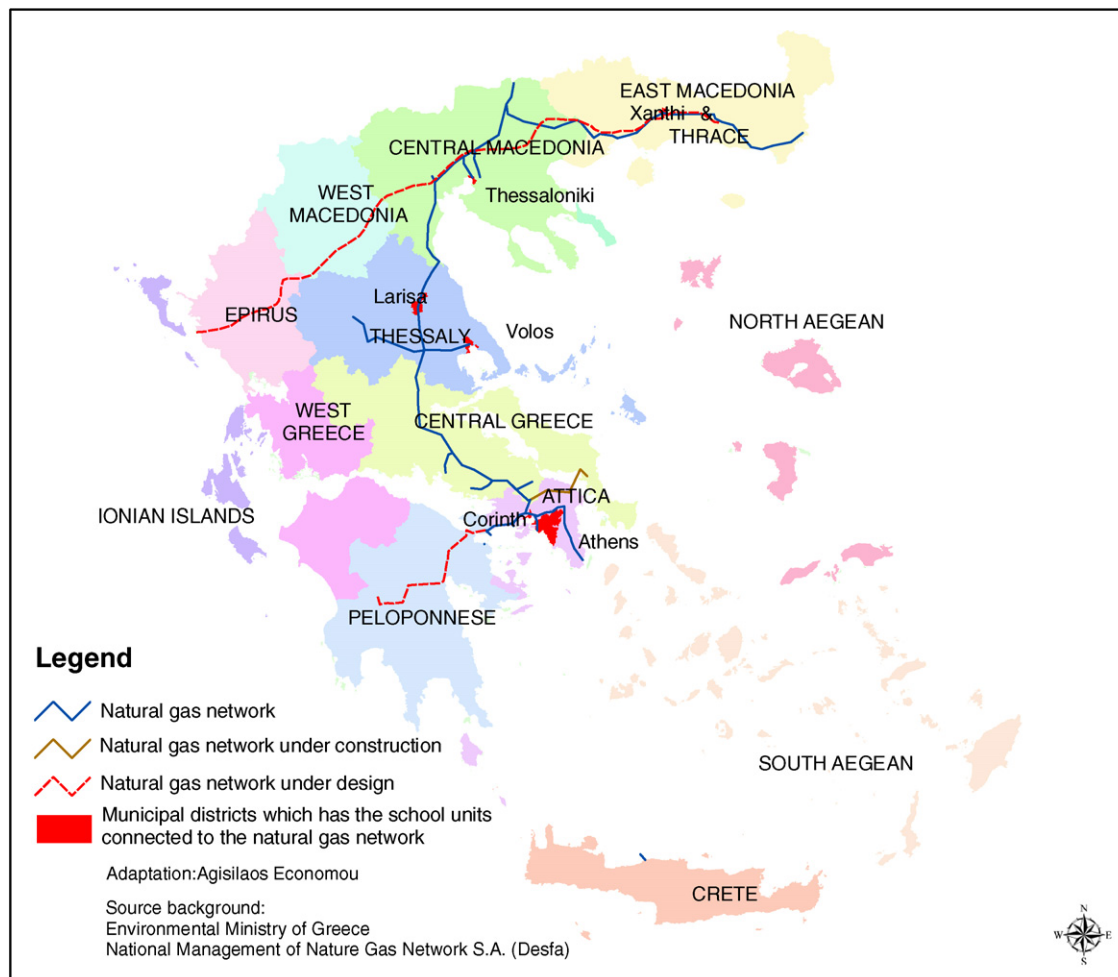 EAST MACEDONIA
Xanthi &
THRACE
CENTRAL MACEDONIA
WEST
MACEDONIA
Thessaloniki
Larisa
EPIRUS
THESSALY
Volos
NORTH AEGEAN
WEST
GREECE
CENTRAL GREECE
ATTICA
IONIAN ISLANDS
Corinth
Athens
PELOPONNESE
Legend
Natural gas network
Natural gas network under construction
Natural gas network under design
Municipal districts which has the school units
connected to the natural gas network
Adaptation:Agisilaos Economou
Source background:
Environmental Ministry of Greece
National Management of Nature Gas Network S.A. (Desfa)
SOUTH AEGEAN
CRETE
N
W E
S